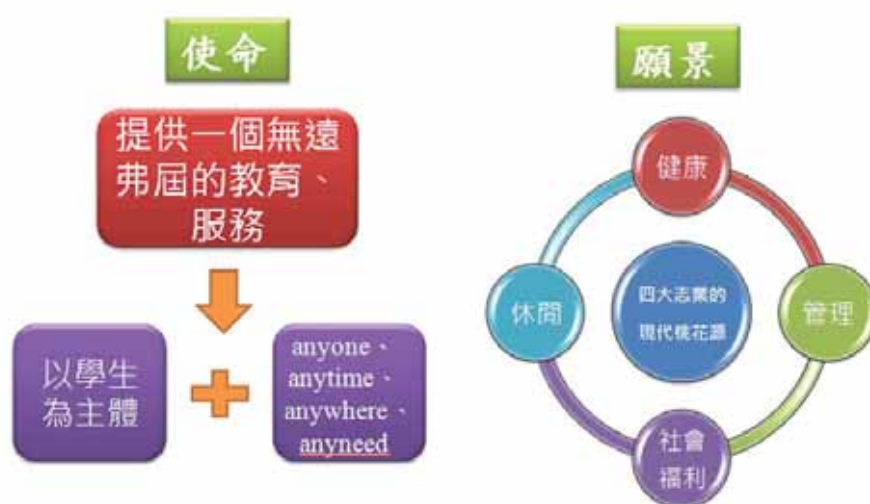 使命
提供一個無遠
弗屆的教育、
服務
以學生
為主體
anyone、
anytime、
anywhere、
anyneed
願景
健康
休閒
四大志業的
現代桃花源
管理
社會
福利